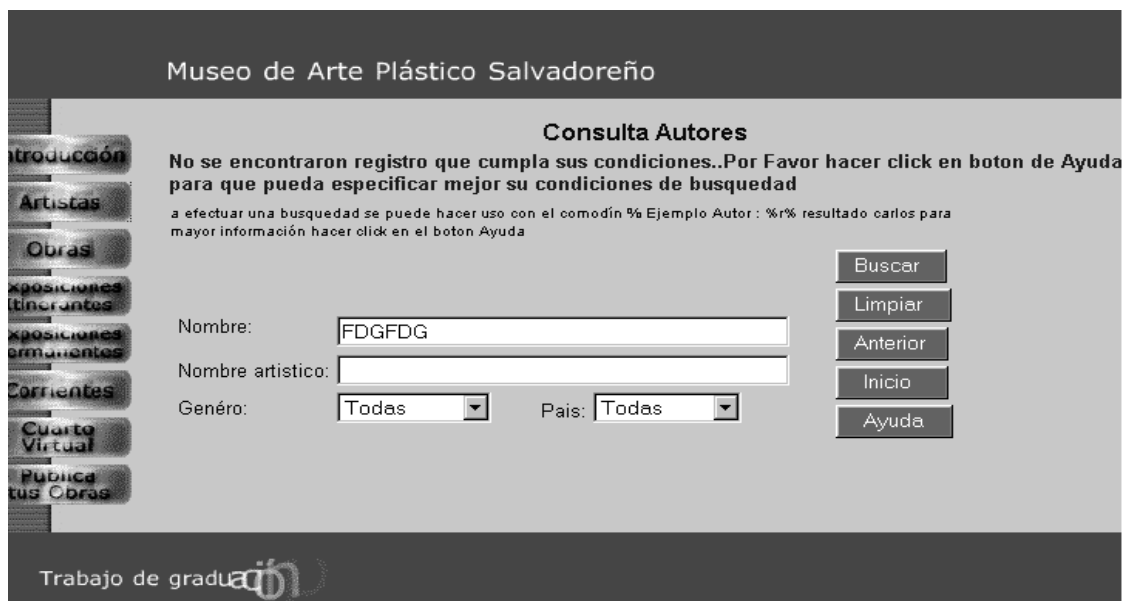 Museo de Arte Plástico Salvadoreño
Consulta Autores
No se encontraron registro que cumpla sus condiciones..Por Favor hacer click en boton de Ayuda
para que pueda especificar mejor su condiciones de busquedad
a efectuar una busquedad se puede hacer uso con el comodín % Ejemplo Autor : %r% resultado carlos para
mayor información hacer click en el boton Ayuda
ntroducción
Artistas
Obras
xposiciones
Itinerantes
xposiciones
ermanentes
Corrientes
Cuarto
Virtual
Publica
tus Obras
Nombre: FDGFDG
Nombre artistico:
Genéro: Todas Pais: Todas
Buscar
Limpiar
Anterior
Inicio
Ayuda
Trabajo de graduación